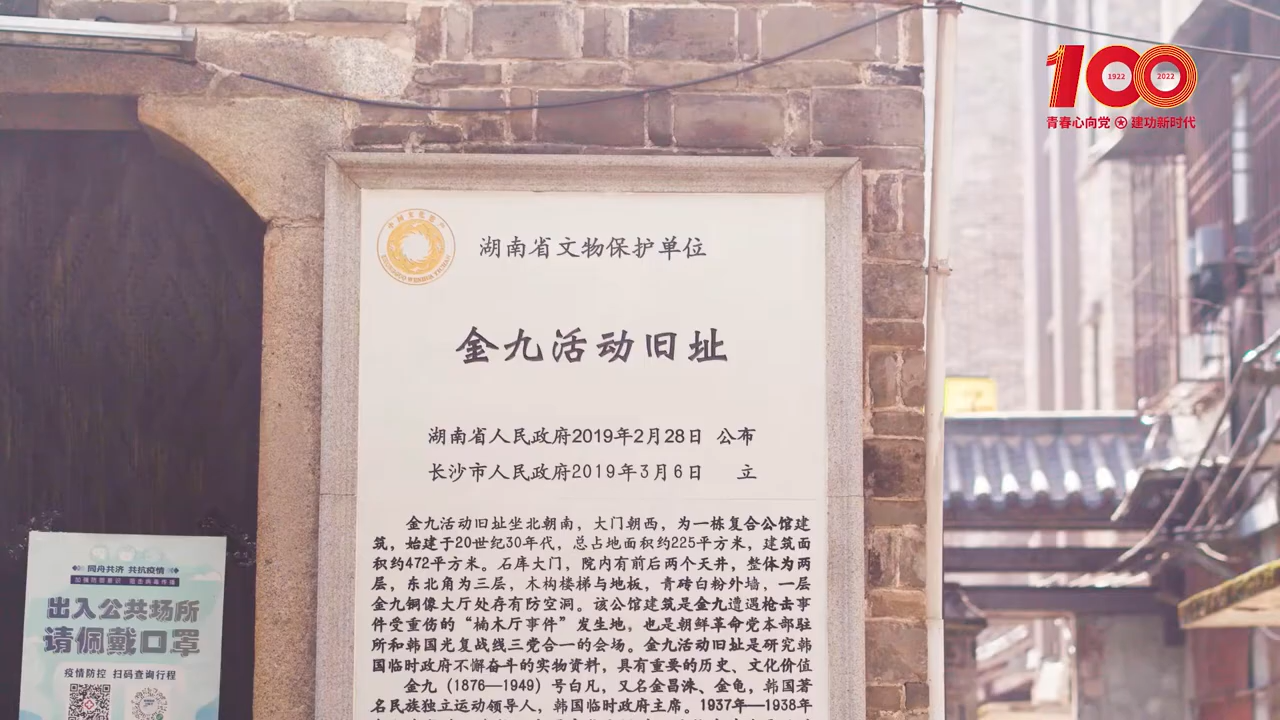 100
1922
2022
青春心向党 建功新时代
湖南省文物保护单位
金九活动旧址
湖南省人民政府2019年2月28日 公布
长沙市人民政府2019年3月6日 立
金九活动旧址坐北朝南，大门朝西，为一栋复合公馆建
筑，始建于20世纪30年代，总占地面积约225平方米，建筑面
积约472平方米。石库大门，院内有前后两个天井，整体为两
层，东北角为三层，木构楼梯与地板，青砖白粉外墙，一层
金九铜像大厅处存有防空洞。该公馆建筑是金九遭遇枪击事
件受重伤的“楠木厅事件”发生地，也是朝鲜革命党本部驻
所和韩国光复战线三党合一的会场。金九活动旧址是研究韩
国临时政府不懈奋斗的实物资料，具有重要的历史、文化价值
金九（1876—1949）号白凡，又名金昌洙、金龟，韩国著
名民族独立运动领导人，韩国临时政府主席。1937年—1938年
同舟共济 共抗疫情
出入公共场所
请佩戴口罩
疫情防控 扫码查询行程